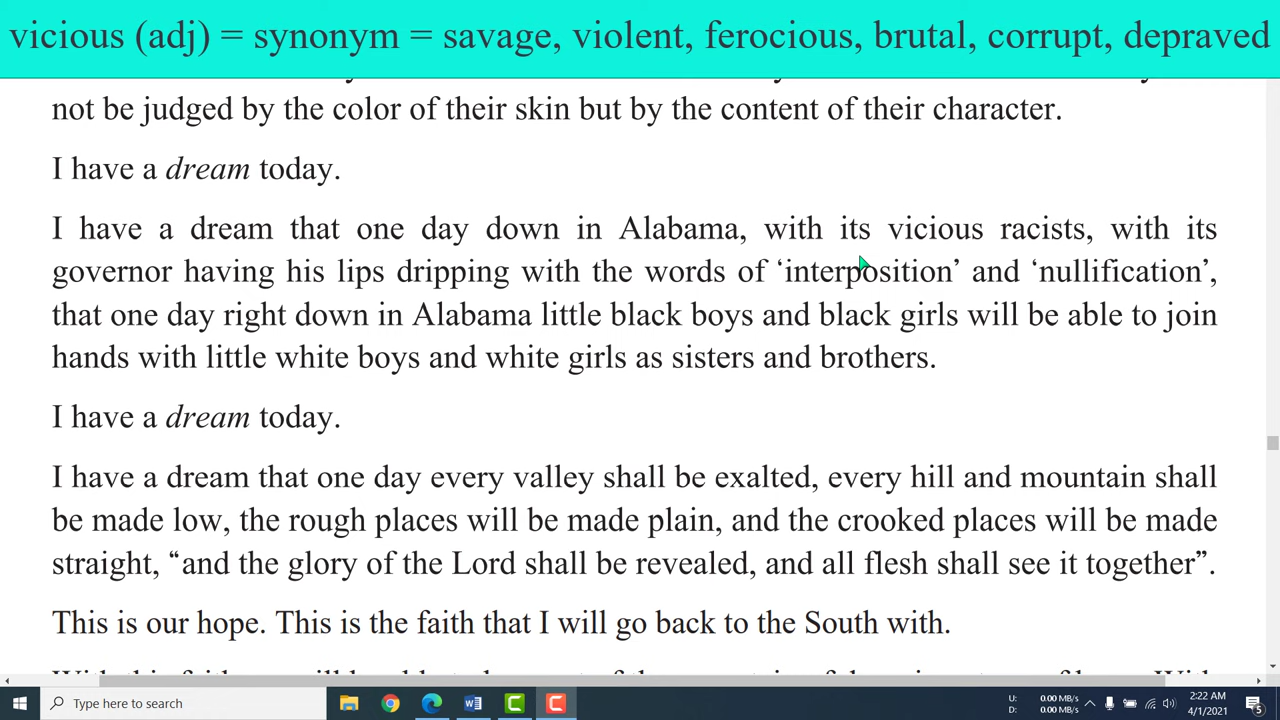 vicious (adj) = synonym = savage, violent, ferocious, brutal, corrupt, depraved
not be judged by the color of their skin but by the content of their character.
I have a dream today.
I have a dream that one day down in Alabama, with its vicious racists, with its
governor having his lips dripping with the words of ‘interposition’ and ‘nullification’,
that one day right down in Alabama little black boys and black girls will be able to join
hands with little white boys and white girls as sisters and brothers.
I have a dream today.
I have a dream that one day every valley shall be exalted, every hill and mountain shall
be made low, the rough places will be made plain, and the crooked places will be made
straight, “and the glory of the Lord shall be revealed, and all flesh shall see it together”.
This is our hope. This is the faith that I will go back to the South with.
Type here to search
U: 0.00 MB/s
D: 0.00 MB/s
2:22 AM
4/1/2021
5